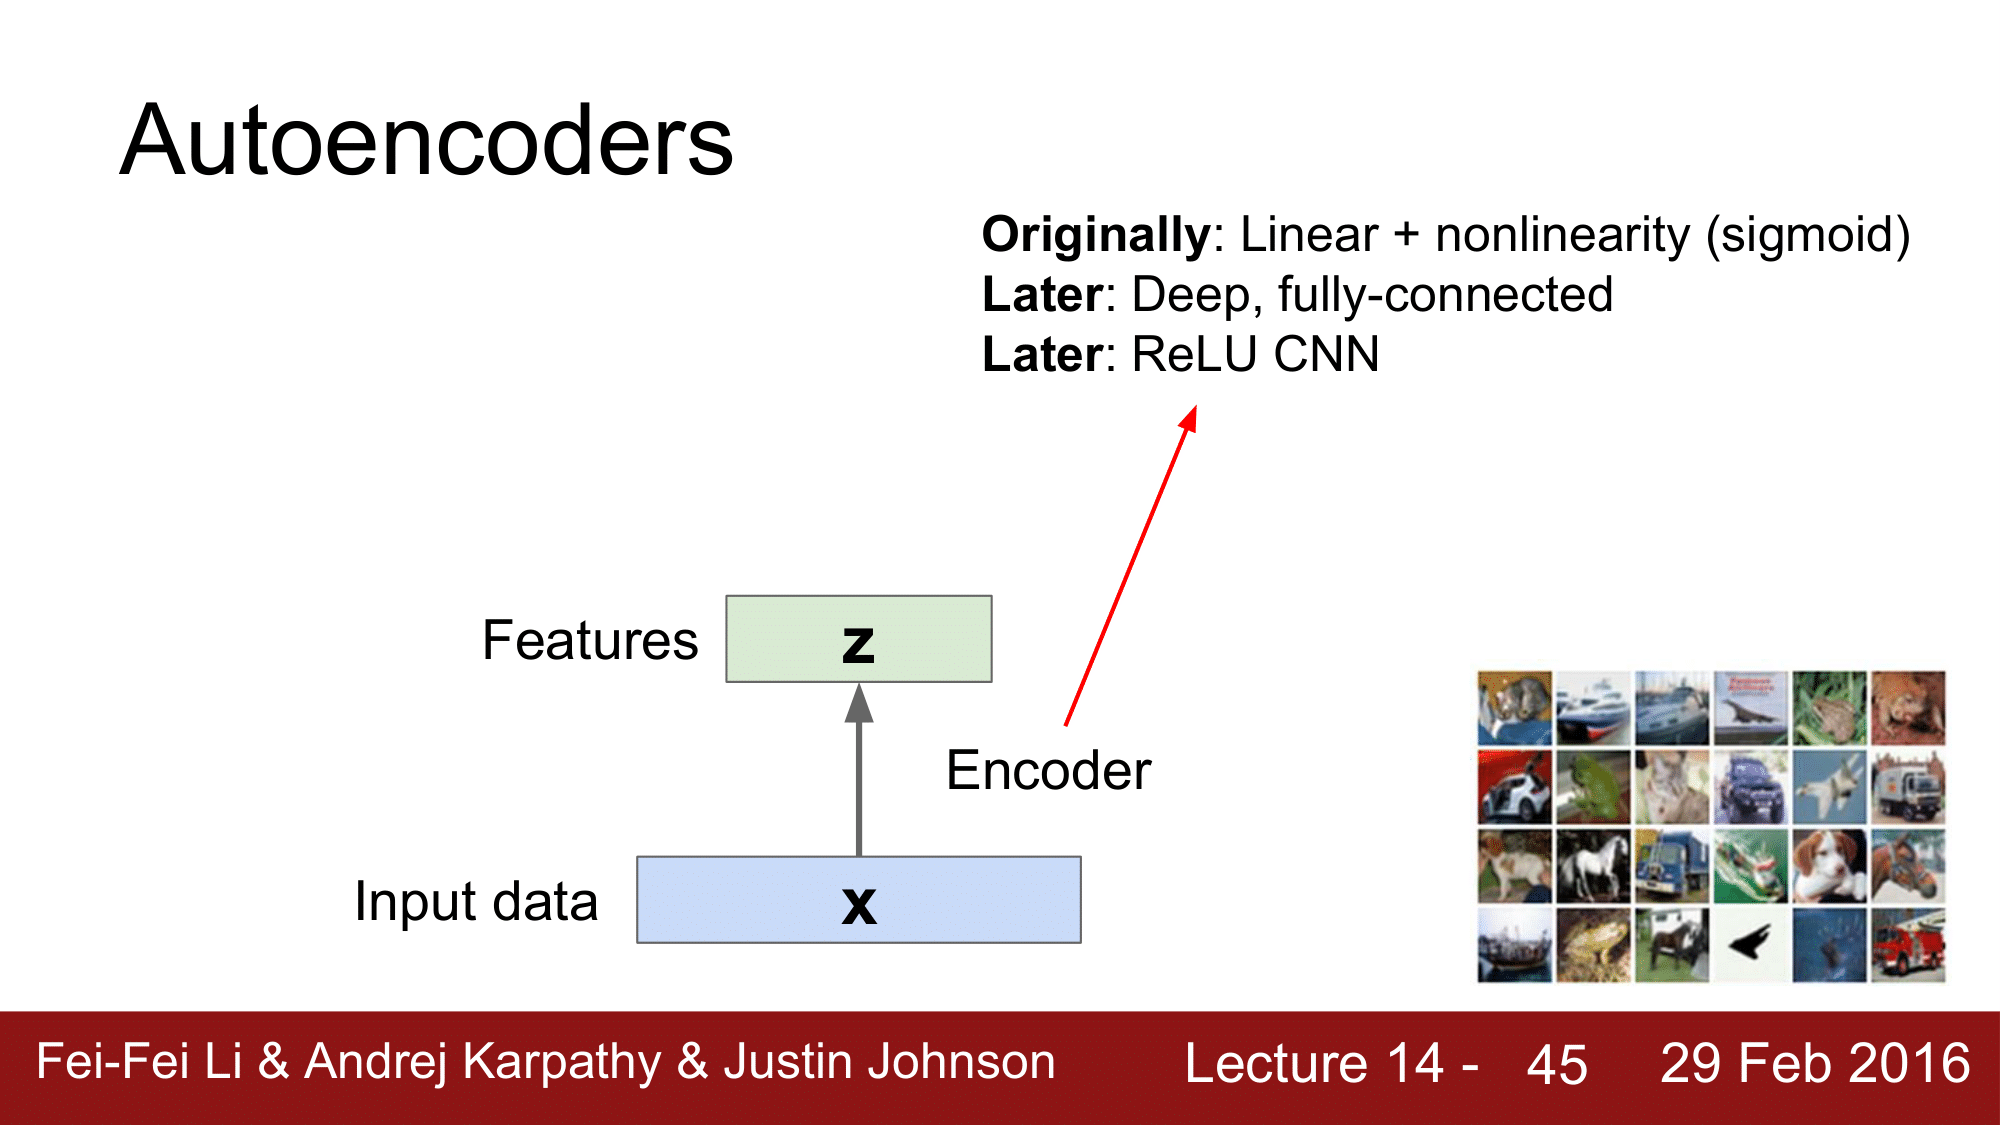 Autoencoders
Originally: Linear + nonlinearity (sigmoid)
Later: Deep, fully-connected
Later: ReLU CNN
Features
z
Encoder
Input data
x
Fei-Fei Li & Andrej Karpathy & Justin Johnson
Lecture 14 - 45
29 Feb 2016